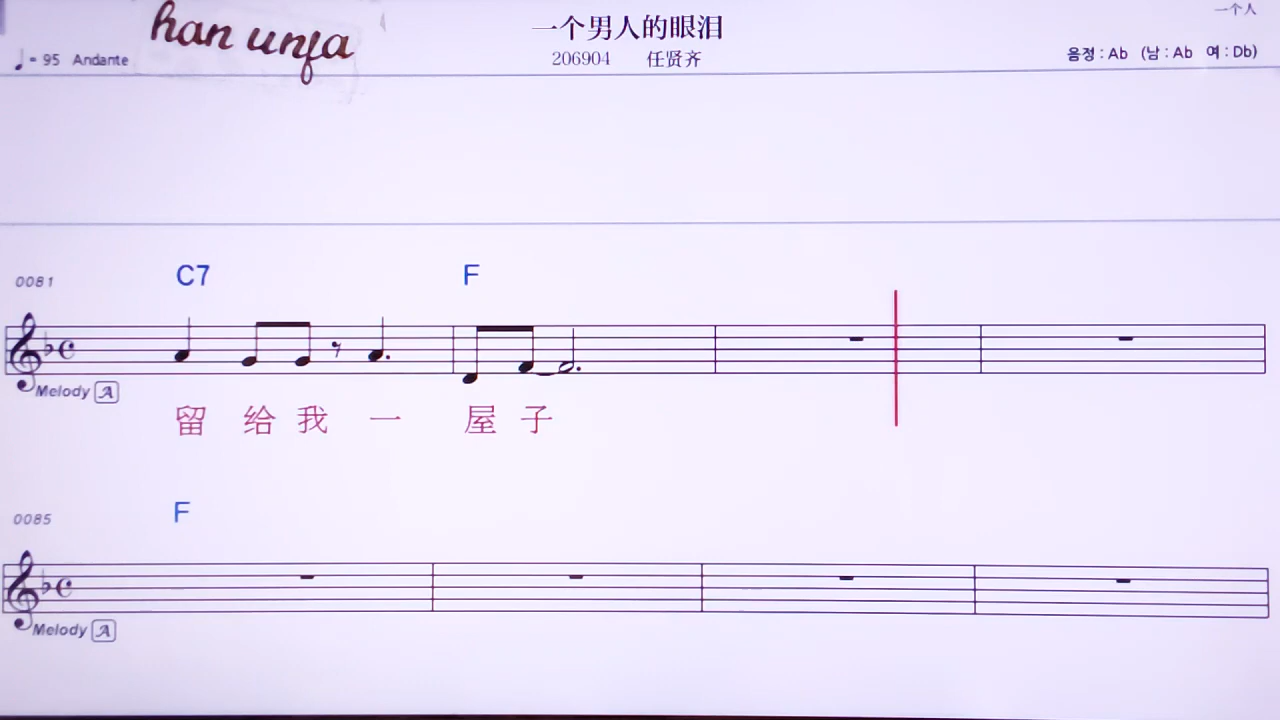 han unfa
一个男人的眼泪
一个人
♩= 95 Andante
206904 任贤齐
음정 : Ab (남 : Ab 여 : Db)
0081 C7 F
Melody A
留 给 我 一 屋 子
0085 F
Melody A